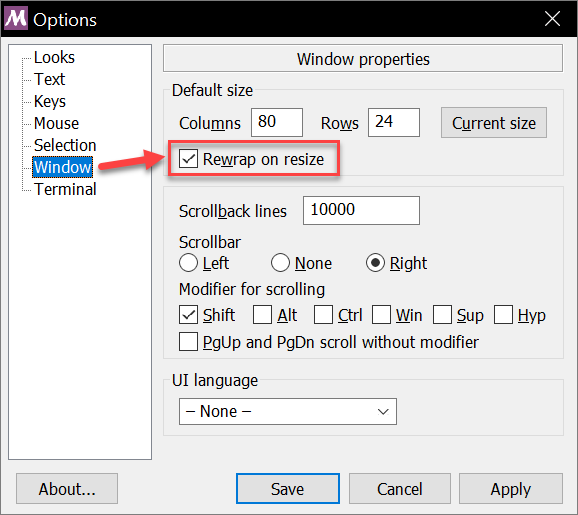 Options
Looks
Text
Keys
Mouse
Selection
Window
Terminal
Window properties
Default size
Columns 80 Rows 24 Current size
Rewrap on resize
Scrollback lines 10000
Scrollbar
Left None Right
Modifier for scrolling
Shift Alt Ctrl Win Sup Hyp
PgUp and PgDn scroll without modifier
UI language
– None –
About... Save Cancel Apply